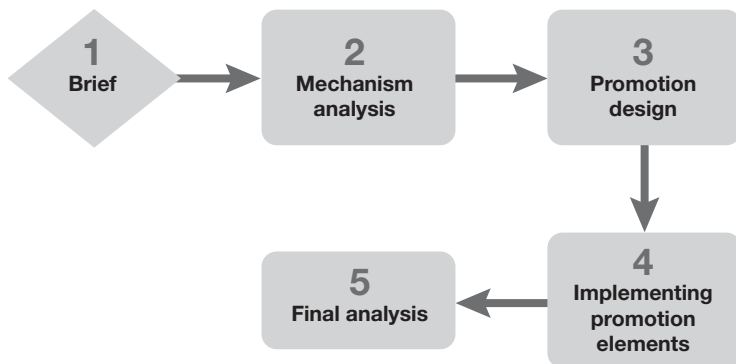 1
Brief
2
Mechanism
analysis
3
Promotion
design
4
Implementing
promotion
elements
5
Final analysis